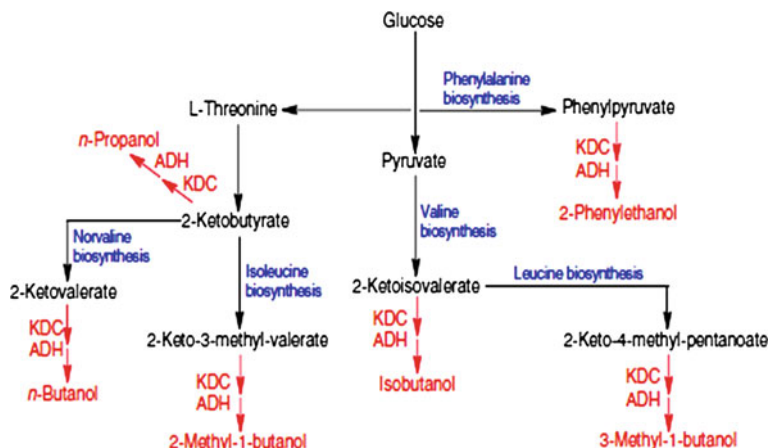 Glucose
Phenylalanine
biosynthesis
L-Threonine
Phenylpyruvate
n-Propanol
ADH
KDC
Pyruvate
KDC
ADH
2-Phenylethanol
2-Ketobutyrate
Valine
biosynthesis
Norvaline
biosynthesis
Isoleucine
biosynthesis
2-Ketovalerate
2-Ketoisovalerate
Leucine biosynthesis
KDC
ADH
n-Butanol
2-Keto-3-methyl-valerate
KDC
ADH
Isobutanol
2-Keto-4-methyl-pentanoate
KDC
ADH
2-Methyl-1-butanol
KDC
ADH
3-Methyl-1-butanol